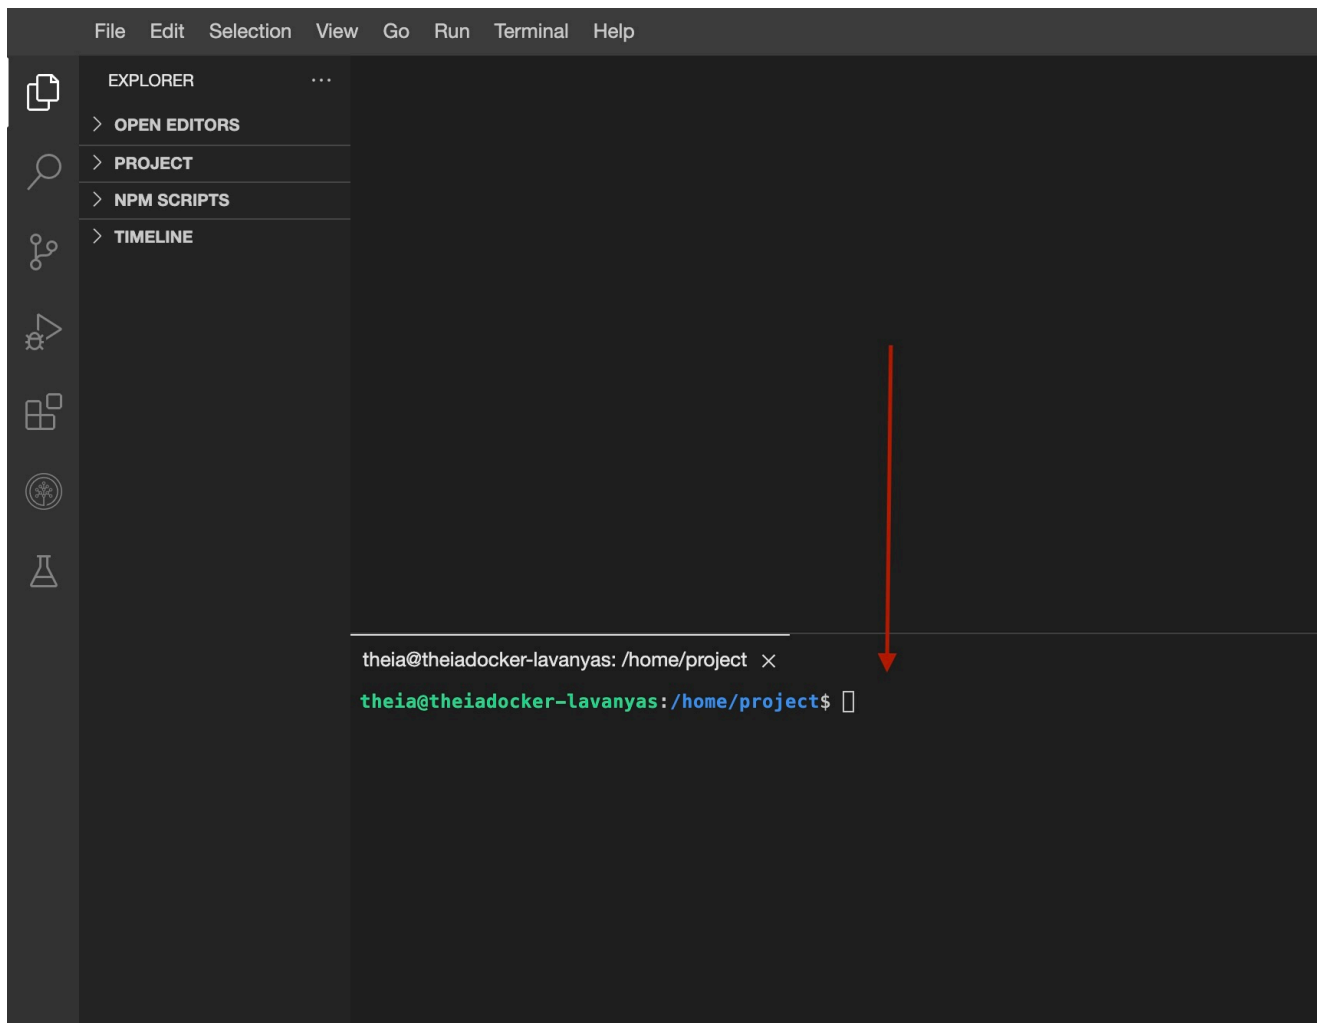 File Edit Selection View Go Run Terminal Help
EXPLORER ...
OPEN EDITORS
PROJECT
NPM SCRIPTS
TIMELINE
theia@theiadocker-lavanyas: /home/project
theia@theiadocker-lavanyas:/home/project$